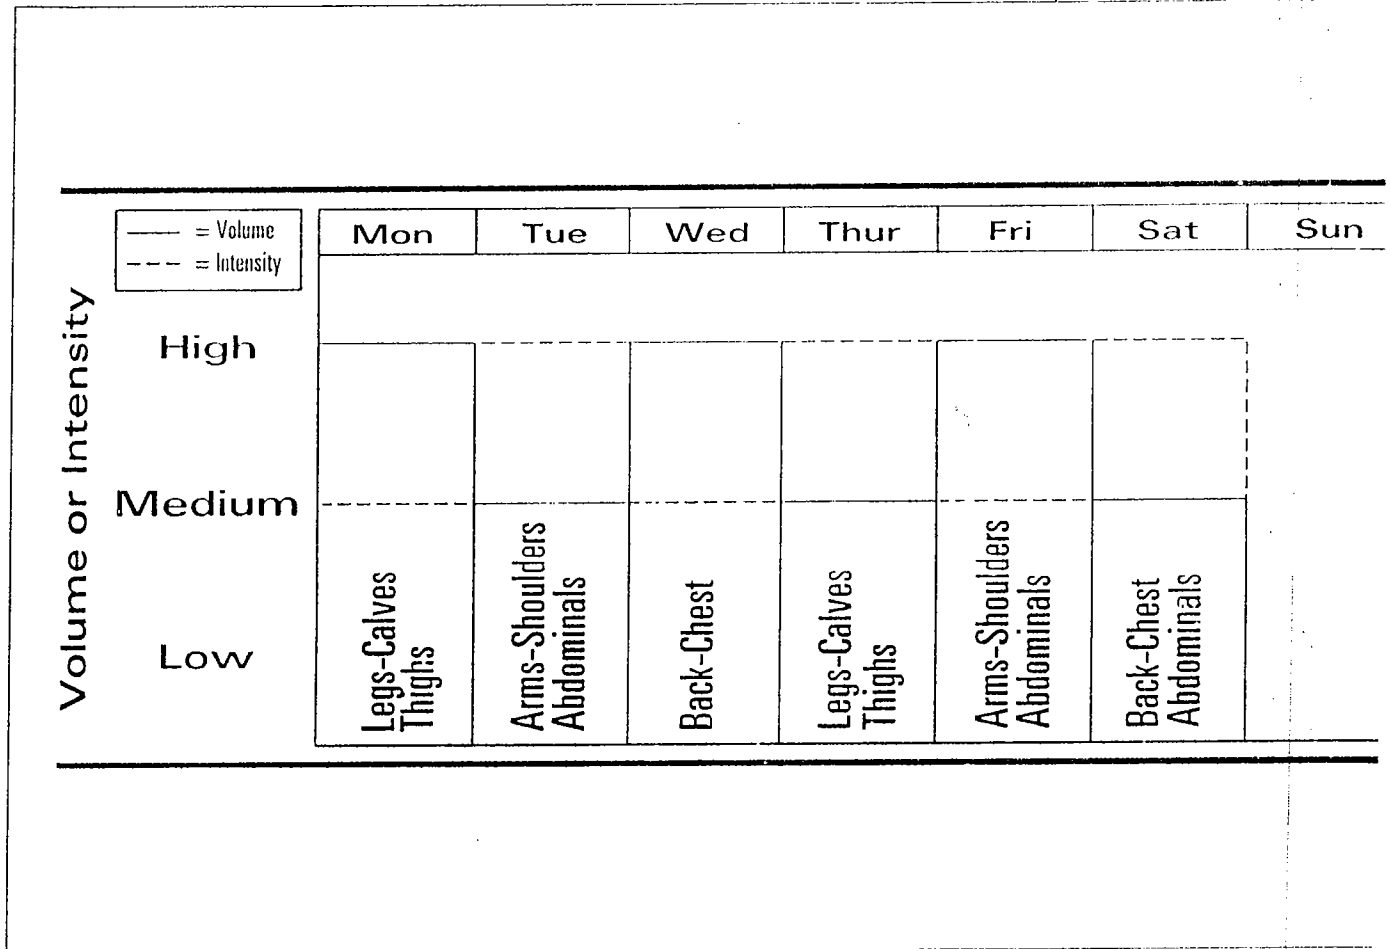 = Volume
= Intensity
Mon Tue Wed Thur Fri Sat Sun
Volume or Intensity
High
Medium
Low
Legs-Calves
Thighs
Arms-Shoulders
Abdominals
Back-Chest
Legs-Calves
Thighs
Arms-Shoulders
Abdominals
Back-Chest
Abdominals